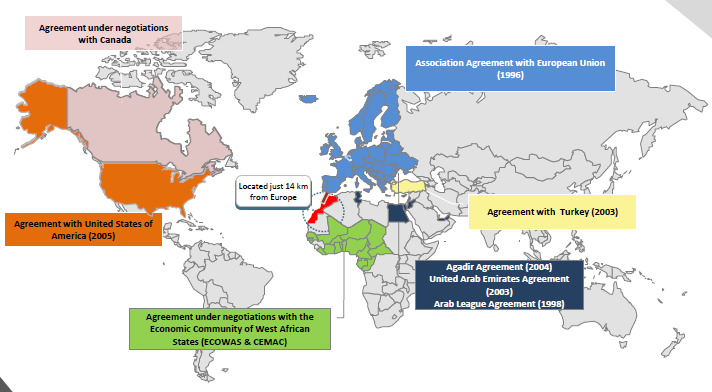 Agreement under negotiations
with Canada
Association Agreement with European Union
(1996)
Located just 14 km
from Europe
Agreement with United States of
America (2005)
Agreement with Turkey (2003)
Agadir Agreement (2004)
United Arab Emirates Agreement
(2003)
Arab League Agreement (1998)
Agreement under negotiations with the
Economic Community of West African
States (ECOWAS & CEMAC)